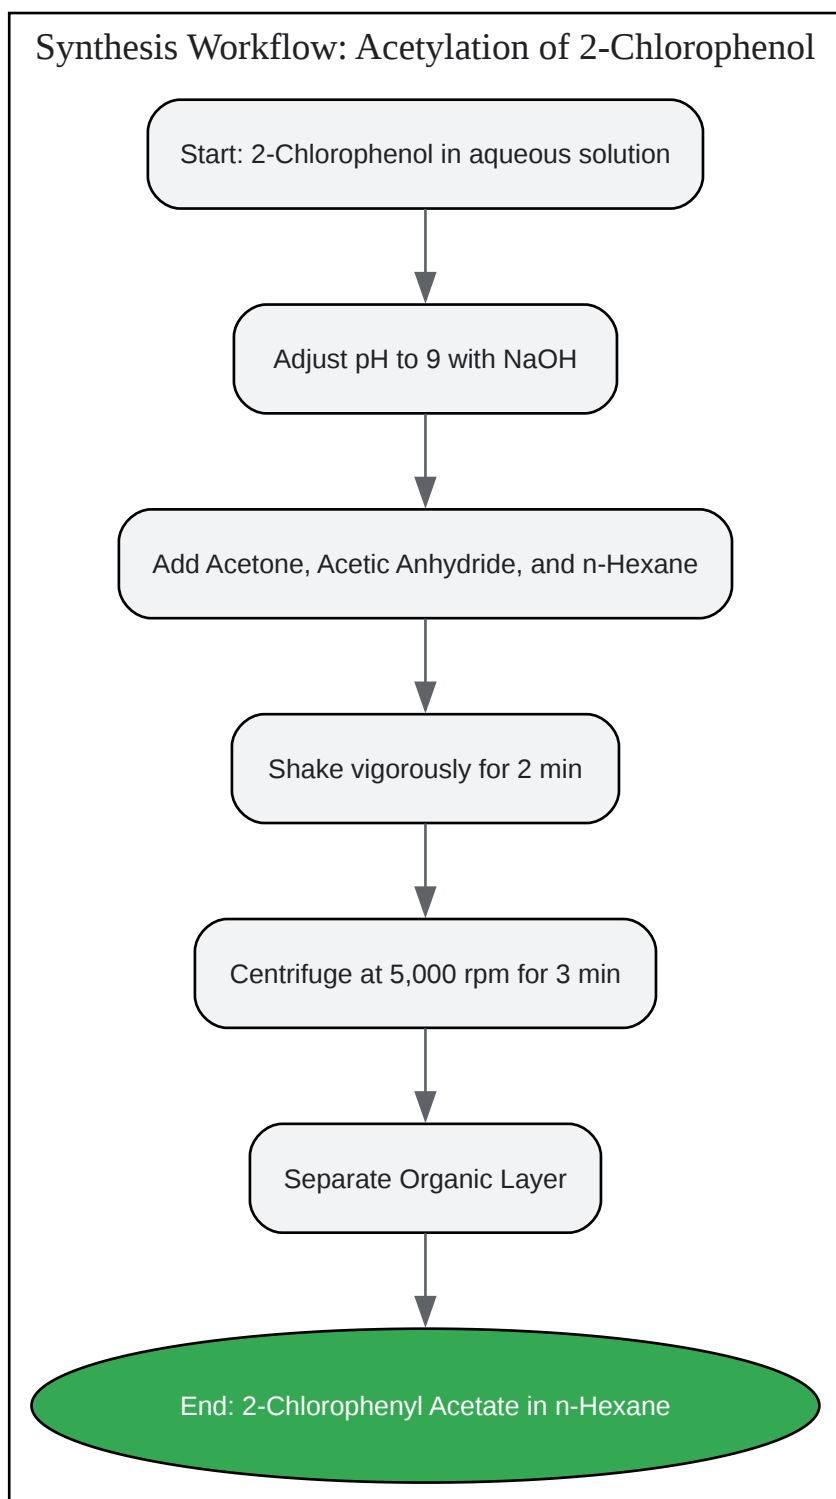 Synthesis Workflow: Acetylation of 2-Chlorophenol
Start: 2-Chlorophenol in aqueous solution
Adjust pH to 9 with NaOH
Add Acetone, Acetic Anhydride, and n-Hexane
Shake vigorously for 2 min
Centrifuge at 5,000 rpm for 3 min
Separate Organic Layer
End: 2-Chlorophenyl Acetate in n-Hexane